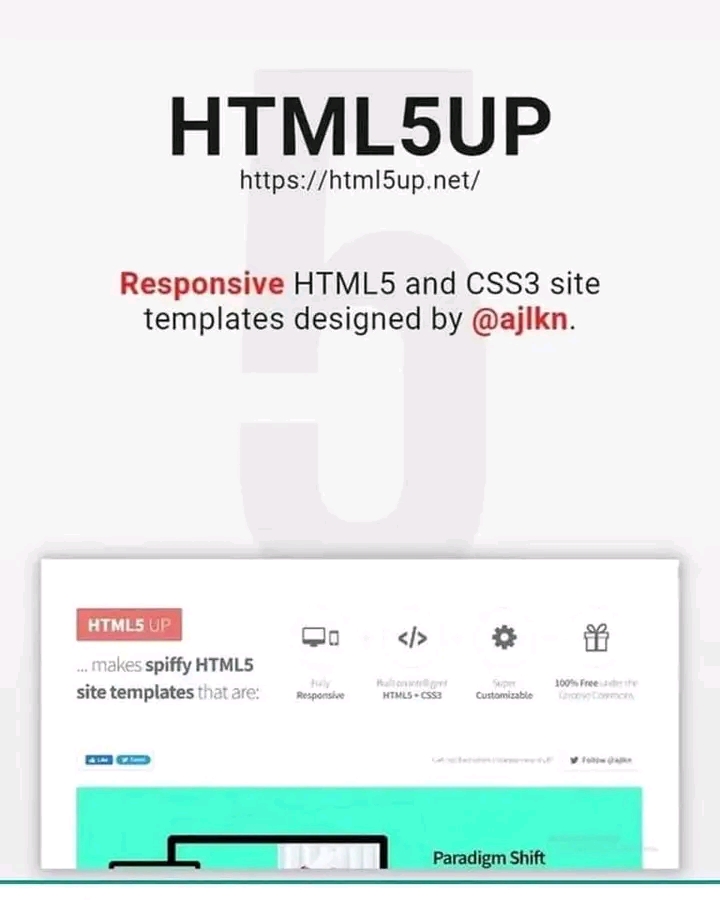 5
HTML5UP
https://html5up.net/
Responsive HTML5 and CSS3 site
templates designed by @ajlkn.
HTML5 UP
... makes spiffy HTML5
site templates that are:
Fully
Responsive
Built on intelligent
HTML5 + CSS3
Super
Customizable
100% Free under the
Creative Commons
Like
Tweet
Follow @ajlkn
Paradigm Shift